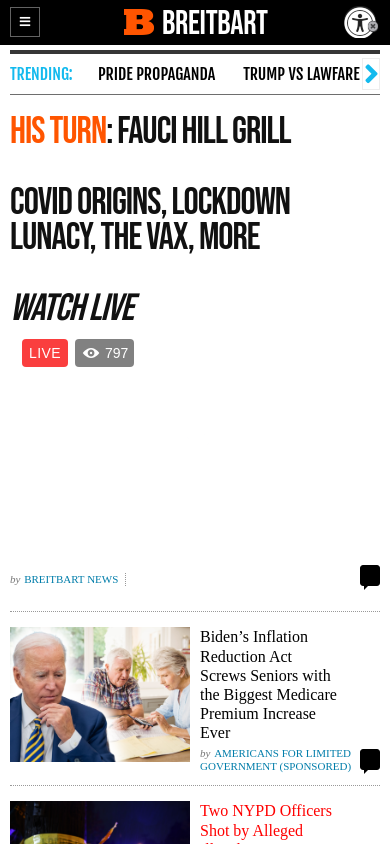 BREITBART
TRENDING: PRIDE PROPAGANDA TRUMP VS LAWFARE
HIS TURN: FAUCI HILL GRILL
COVID ORIGINS, LOCKDOWN
LUNACY, THE VAX, MORE
WATCH LIVE
LIVE 797
by BREITBART NEWS
Biden’s Inflation
Reduction Act
Screws Seniors with
the Biggest Medicare
Premium Increase
Ever
by AMERICANS FOR LIMITED
GOVERNMENT (SPONSORED)
Two NYPD Officers
Shot by Alleged